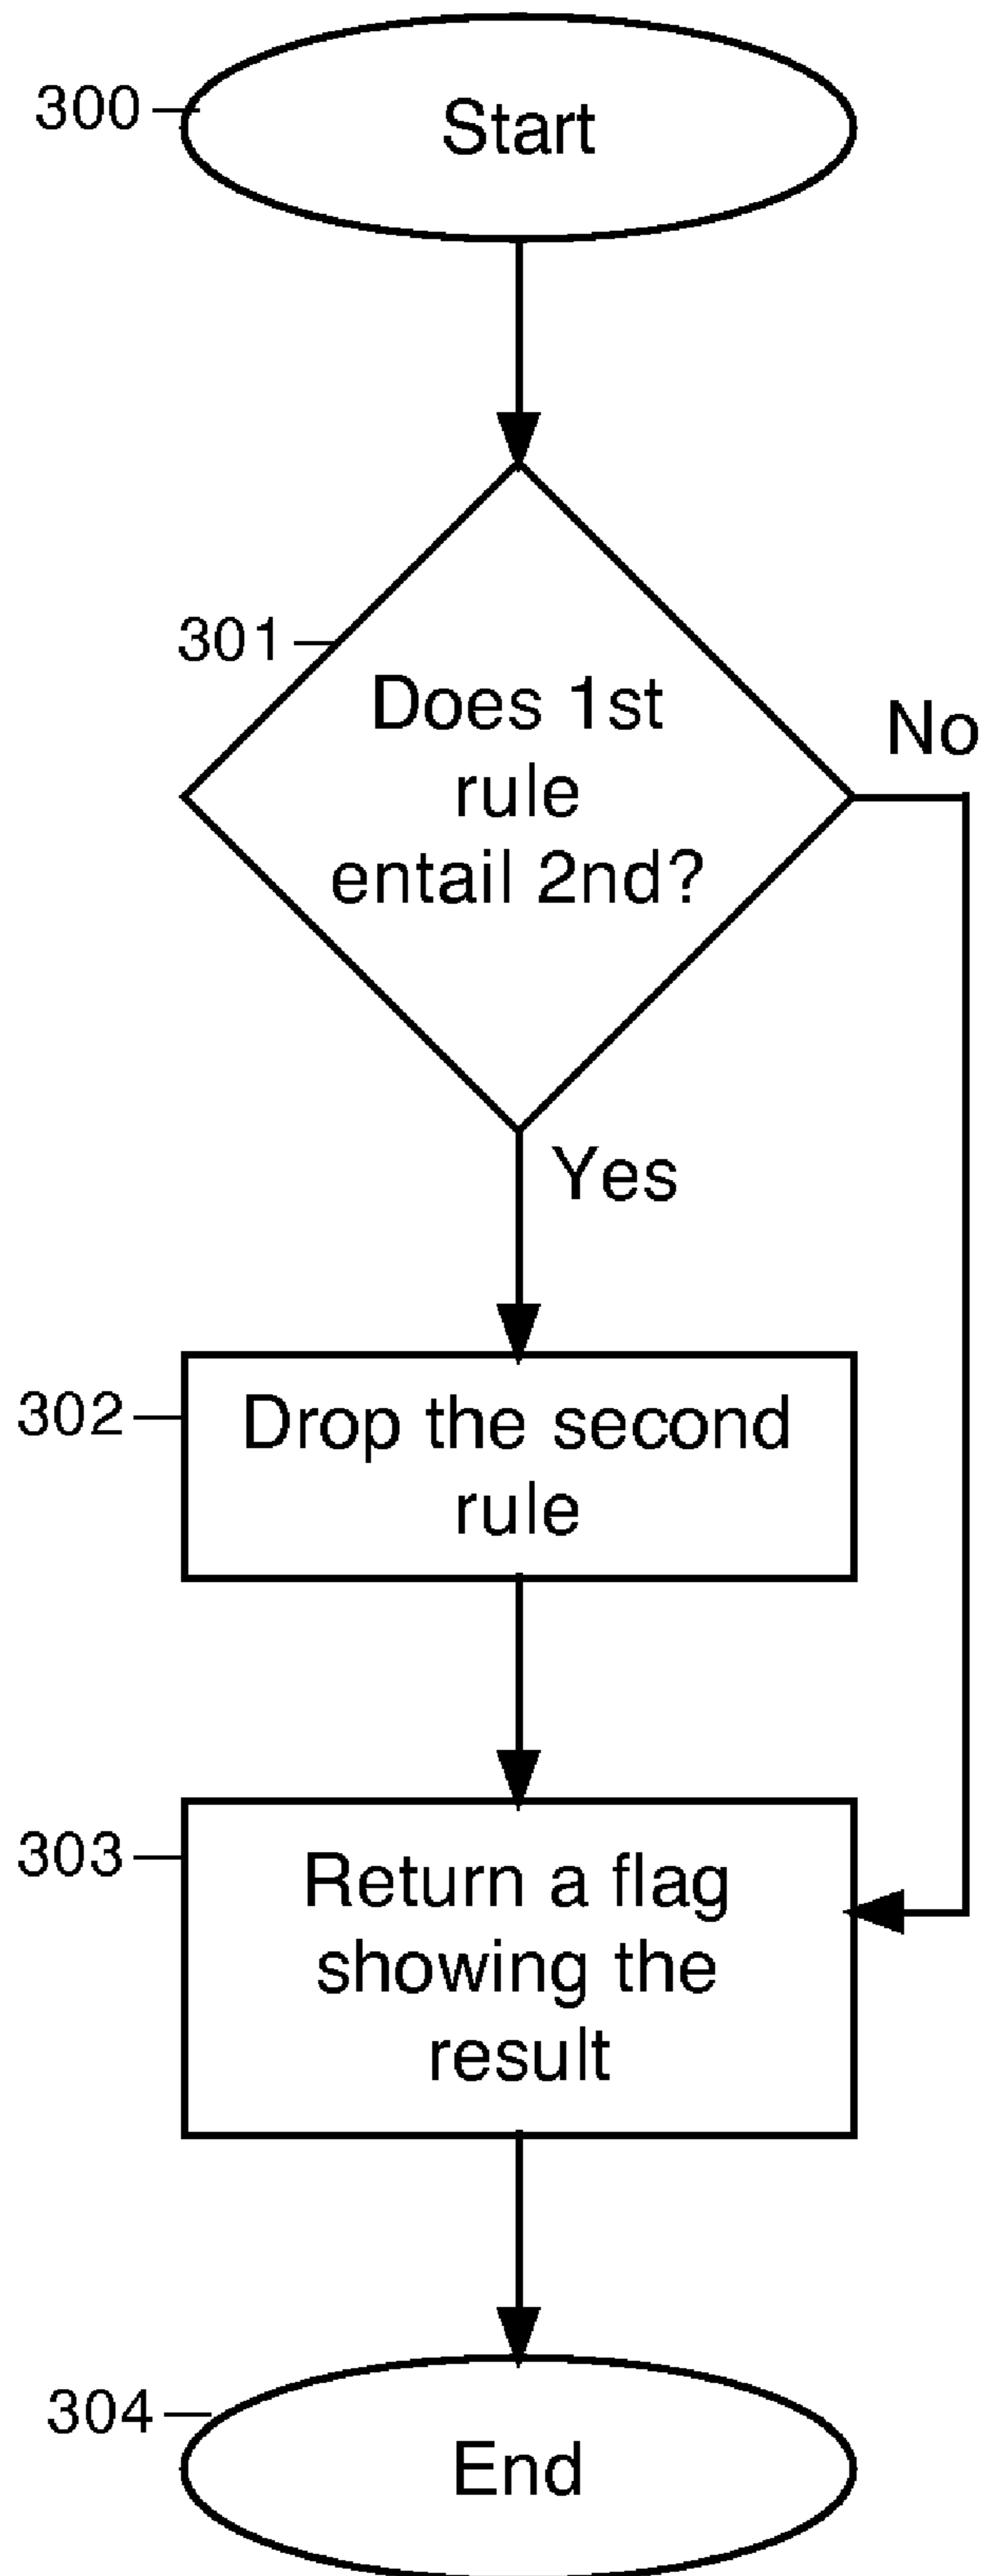 300
Start
301
Does 1st
rule
entail 2nd?
No
Yes
302
Drop the second
rule
303
Return a flag
showing the
result
304
End